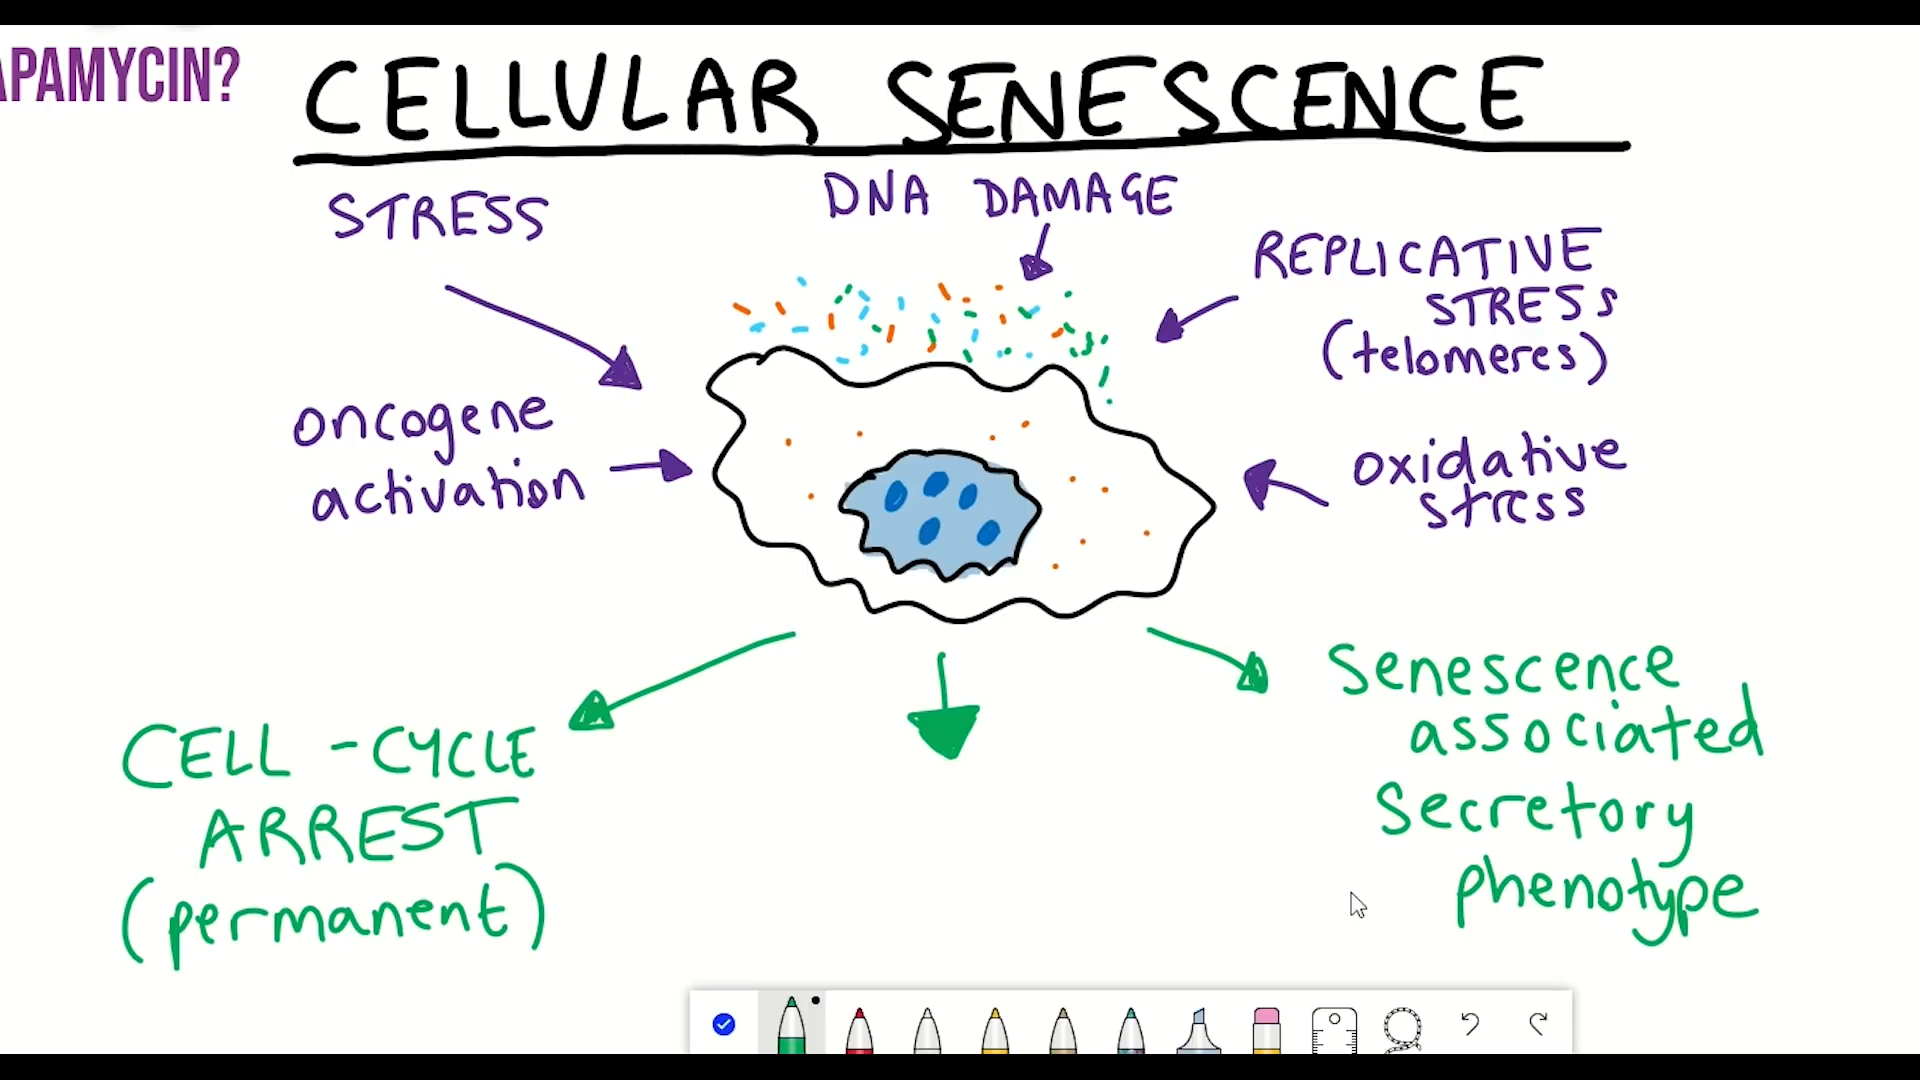 APAMYCIN?
CELLULAR SENESCENCE
STRESS
DNA DAMAGE
REPLICATIVE
STRESS
(telomeres)
oncogene
activation
oxidative
stress
CELL-CYCLE
ARREST
(permanent)
Senescence
associated
Secretory
phenotype